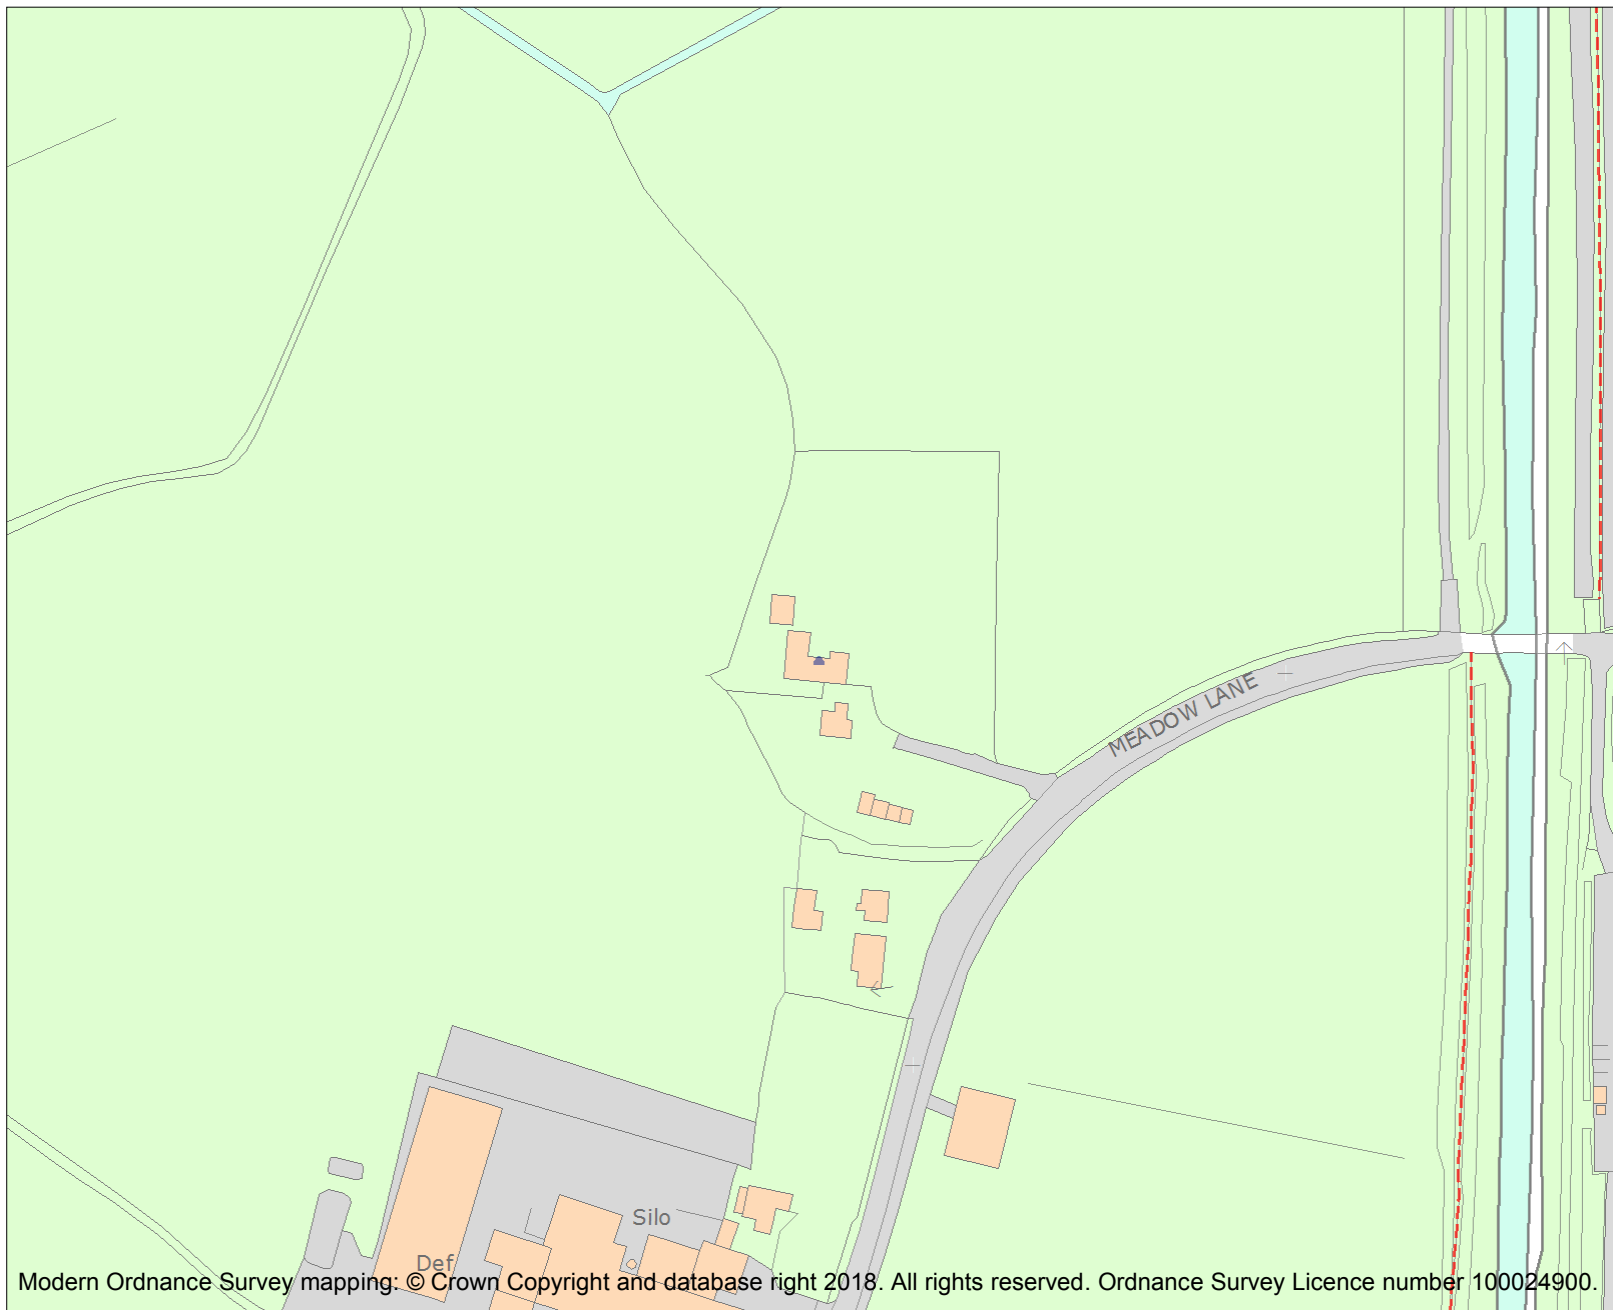 MEADOW LANE
Silo
Def
Modern Ordnance Survey mapping: © Crown Copyright and database right 2018. All rights reserved. Ordnance Survey Licence number 100024900.